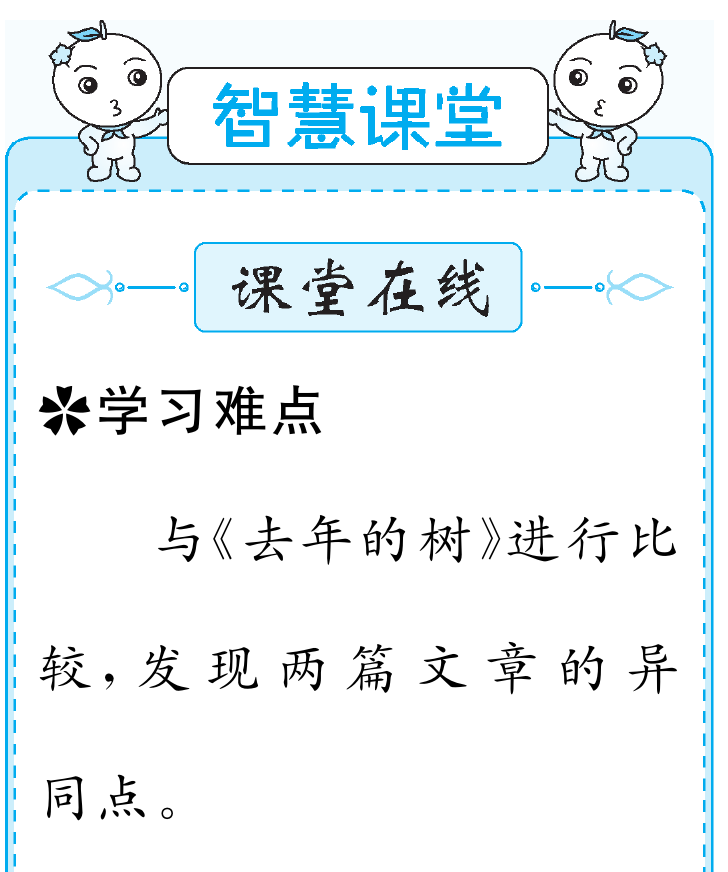 智慧课堂
课堂在线
学习难点
与《去年的树》进行比
较,发现两篇文章的异
同点。